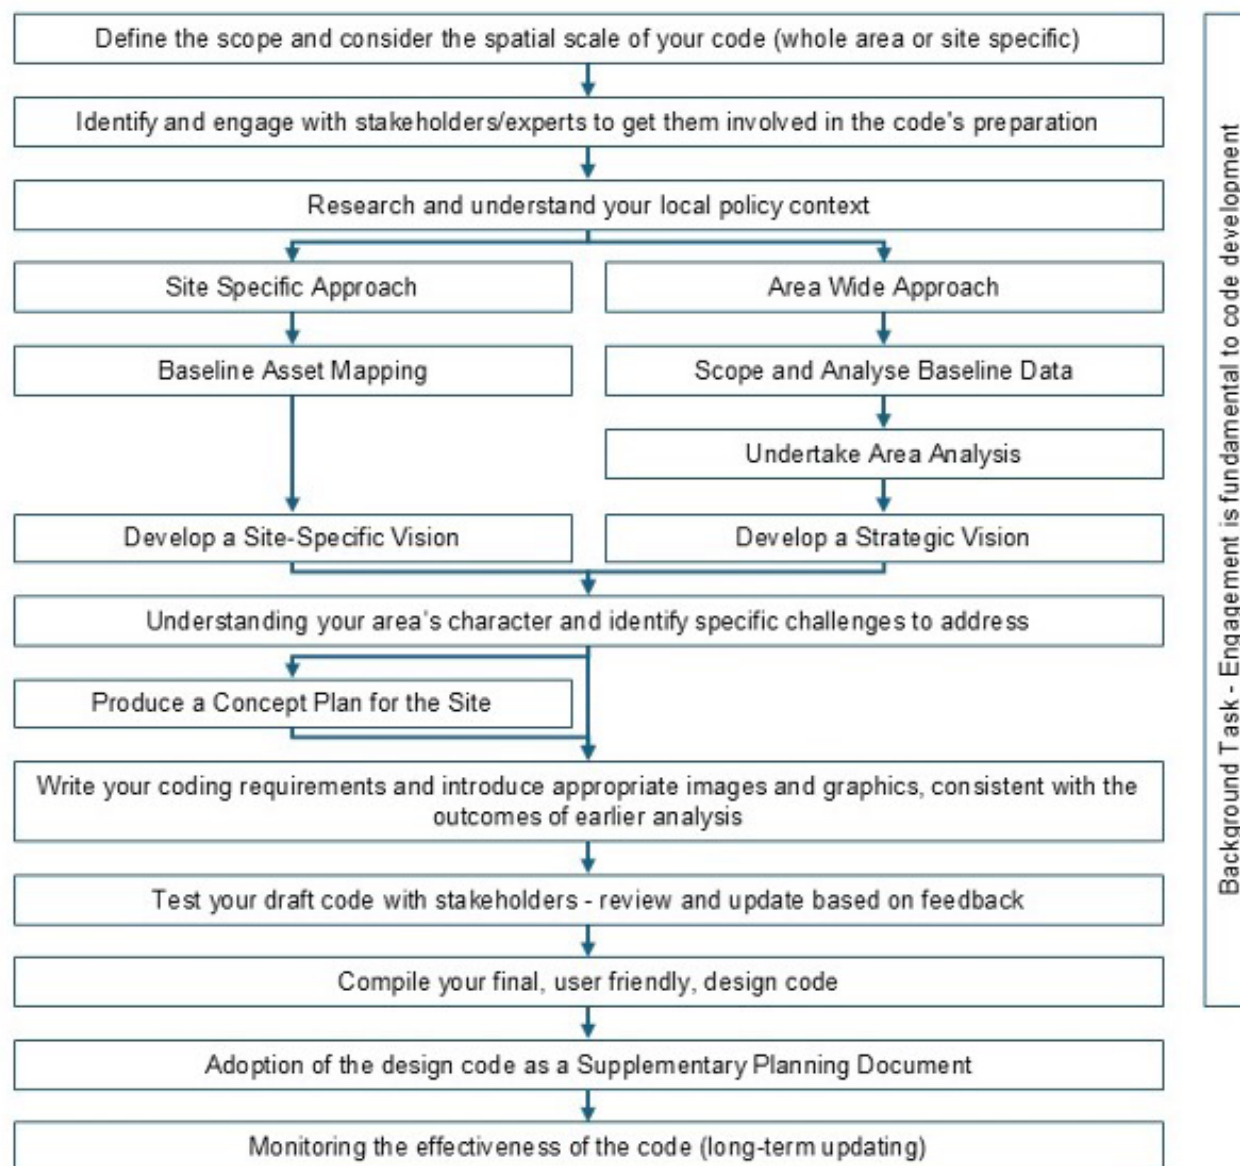 Define the scope and consider the spatial scale of your code (whole area or site specific)
Identify and engage with stakeholders/experts to get them involved in the code's preparation
Research and understand your local policy context
Site Specific Approach
Area Wide Approach
Baseline Asset Mapping
Scope and Analyse Baseline Data
Undertake Area Analysis
Develop a Site-Specific Vision
Develop a Strategic Vision
Understanding your area's character and identify specific challenges to address
Produce a Concept Plan for the Site
Write your coding requirements and introduce appropriate images and graphics, consistent with the
outcomes of earlier analysis
Test your draft code with stakeholders - review and update based on feedback
Compile your final, user friendly, design code
Adoption of the design code as a Supplementary Planning Document
Monitoring the effectiveness of the code (long-term updating)
Background Task - Engagement is fundamental to code development